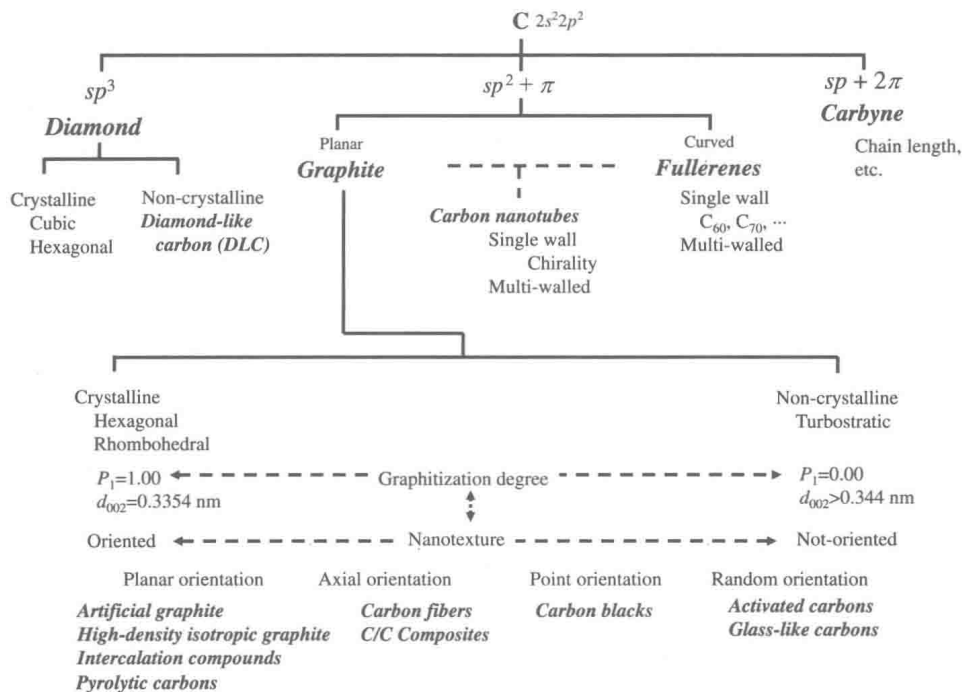 C 2s²2p²
sp³
sp² + π
sp + 2π
Diamond
Carbyne
Planar
Curved
Chain length,
etc.
Graphite
Fullerenes
Crystalline
Cubic
Hexagonal
Non-crystalline
Diamond-like
carbon (DLC)
Carbon nanotubes
Single wall
Chirality
Multi-walled
Single wall
C₆₀, C₇₀, ···
Multi-walled
Crystalline
Hexagonal
Rhombohedral
Non-crystalline
Turbostratic
P₁=1.00
d₀₀₂=0.3354 nm
Graphitization degree
P₁=0.00
d₀₀₂>0.344 nm
Oriented
Nanotexture
Not-oriented
Planar orientation
Axial orientation
Point orientation
Random orientation
Artificial graphite
High-density isotropic graphite
Intercalation compounds
Pyrolytic carbons
Carbon fibers
C/C Composites
Carbon blacks
Activated carbons
Glass-like carbons